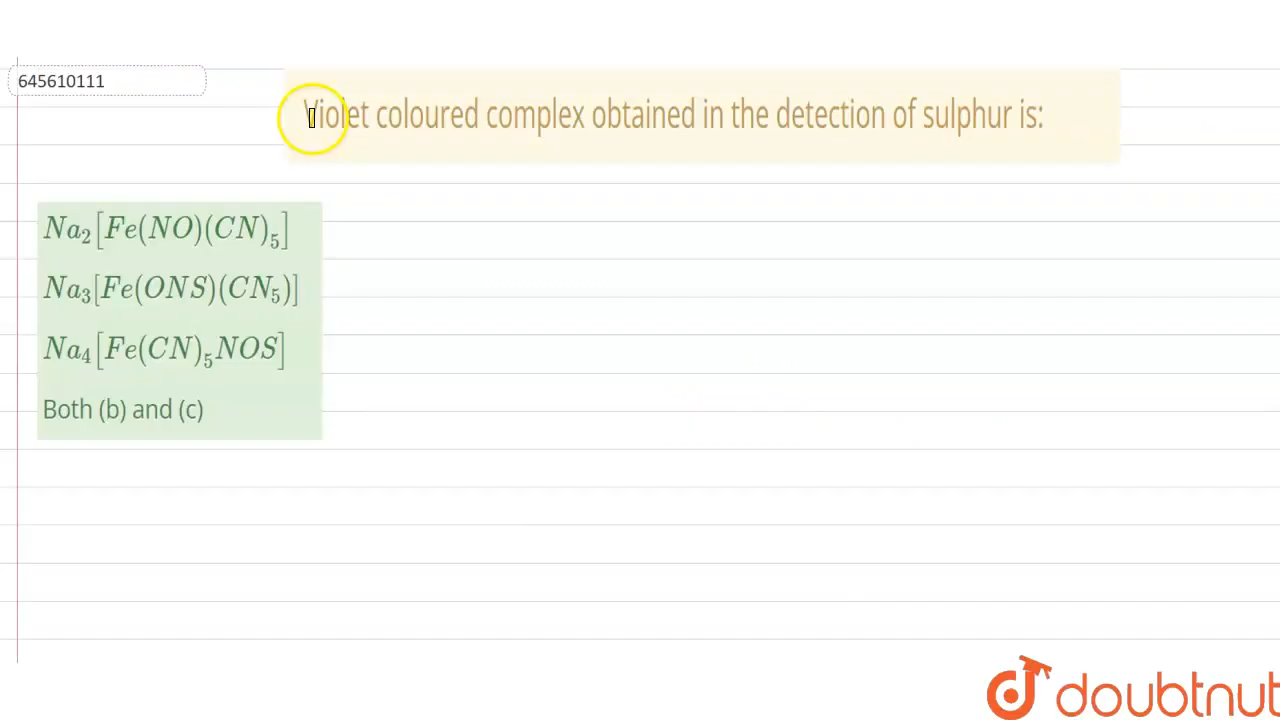 645610111
Violet coloured complex obtained in the detection of sulphur is:
Na₂[Fe(NO)(CN)₅]
Na₃[Fe(ONS)(CN₅)]
Na₄[Fe(CN)₅NOS]
Both (b) and (c)
doubtnut